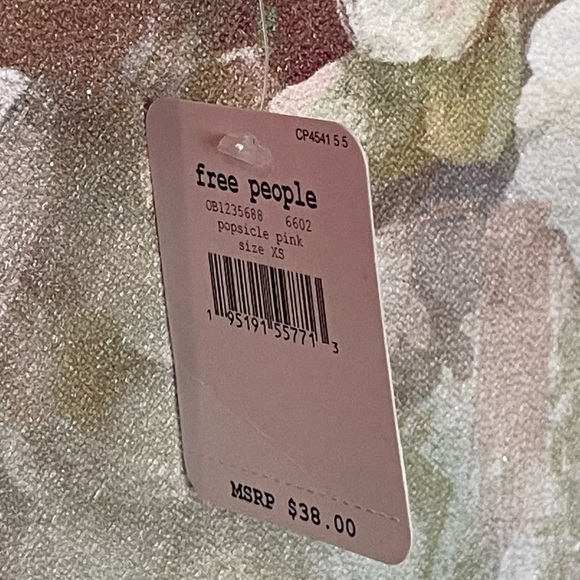 CP4541 5 5
free people
OB1235688 6602
popsicle pink
size XS
1 95191 55771 3
MSRP $38.00